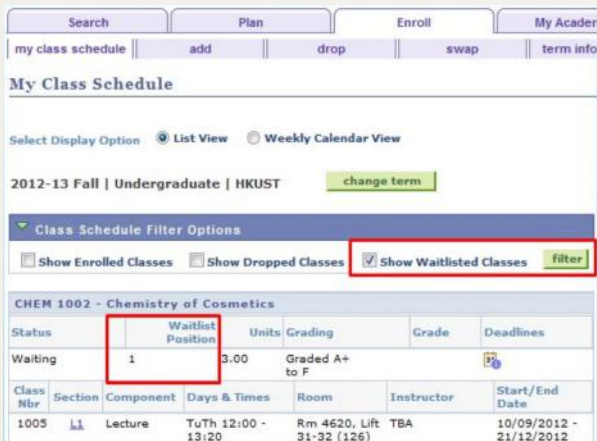 Search Plan Enroll My Acader
my class schedule add drop swap term info
My Class Schedule
Select Display Option List View Weekly Calendar View
2012-13 Fall | Undergraduate | HKUST change term
Class Schedule Filter Options
Show Enrolled Classes Show Dropped Classes Show Waitlisted Classes filter
CHEM 1002 - Chemistry of Cosmetics
Status Waitlist Position Units Grading Grade Deadlines
Waiting 1 3.00 Graded A+ to F
Class Nbr Section Component Days & Times Room Instructor Start/End Date
1005 L1 Lecture TuTh 12:00 - 13:20 Rm 4620, Lift 31-32 (126) TBA 10/09/2012 - 21/12/2012